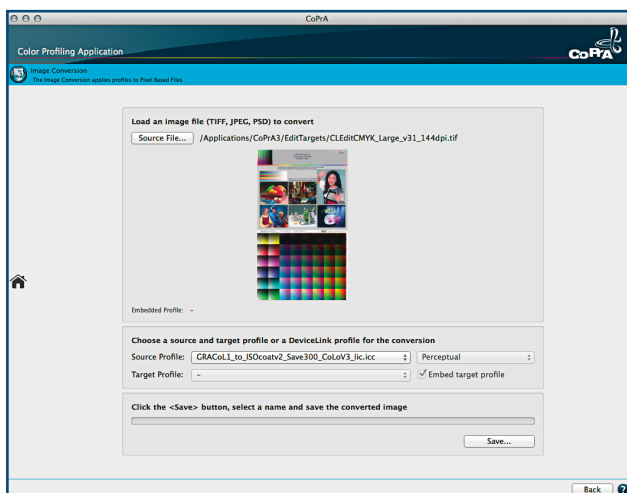 CoPrA
Color Profiling Application
CoPrA
Image Conversion
The Image Conversion applies profiles to Pixel Based Files
Load an image file (TIFF, JPEG, PSD) to convert
Source File... /Applications/CoPrA3/EditTargets/CLEditCMYK_Large_v31_144dpi.tif
Embedded Profile: -
Choose a source and target profile or a DeviceLink profile for the conversion
Source Profile: GRACoL1_to_ISOcoatv2_Save300_CoLoV3_lic.icc Perceptual
Target Profile: - Embed target profile
Click the <Save> button, select a name and save the converted image
Save...
Back ?